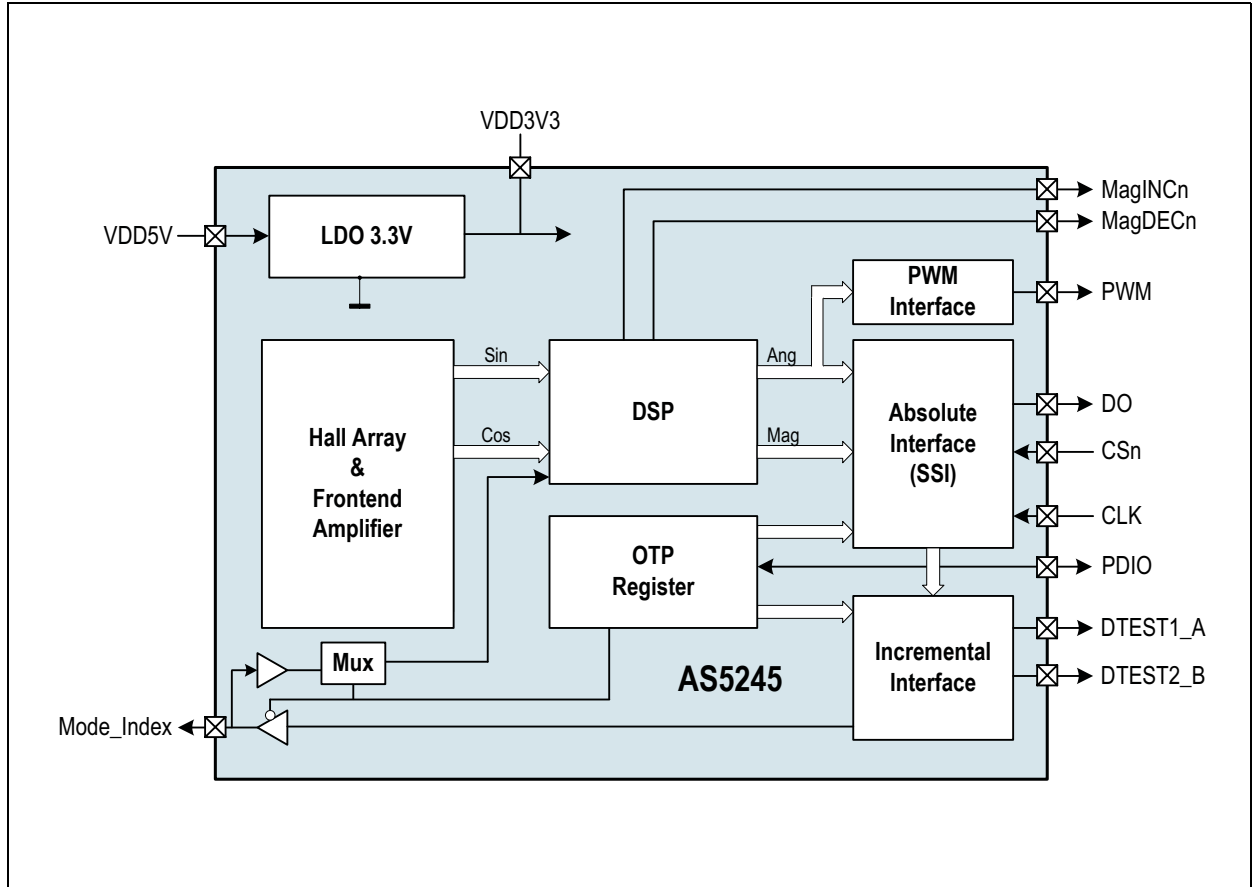 VDD3V3
VDD5V
LDO 3.3V
MagINCn
MagDECn
PWM
Interface
PWM
Hall Array
&
Frontend
Amplifier
Sin
Cos
DSP
Ang
Mag
Absolute
Interface
(SSI)
DO
CSn
CLK
OTP
Register
PDIO
Incremental
Interface
DTEST1_A
DTEST2_B
Mux
AS5245
Mode_Index